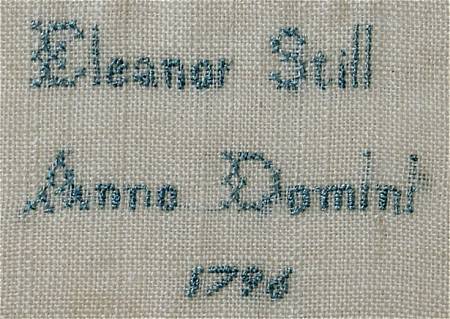 Eleanor Still
Anno Domini
1796